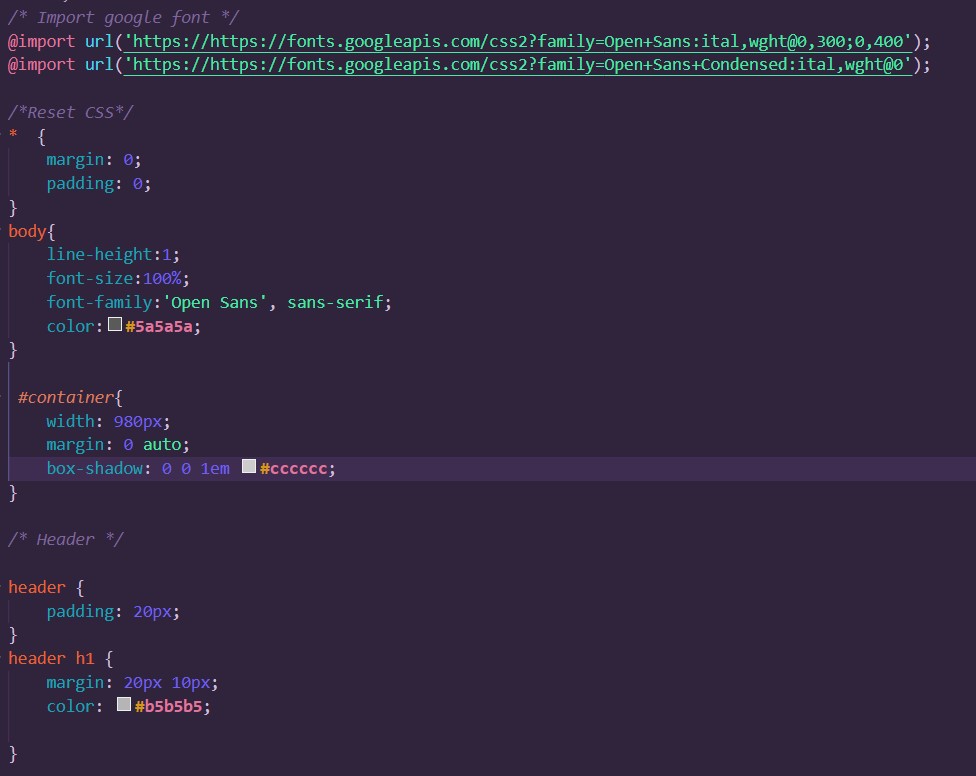 /* Import google font */
@import url('https://https://fonts.googleapis.com/css2?family=Open+Sans:ital,wght@0,300;0,400');
@import url('https://https://fonts.googleapis.com/css2?family=Open+Sans+Condensed:ital,wght@0');
/*Reset CSS*/
*  {
margin: 0;
padding: 0;
}
body{
line-height:1;
font-size:100%;
font-family:'Open Sans', sans-serif;
color:#5a5a5a;
}
#container{
width: 980px;
margin: 0 auto;
box-shadow: 0 0 1em #cccccc;
}
/* Header */
header {
padding: 20px;
}
header h1 {
margin: 20px 10px;
color: #b5b5b5;
}